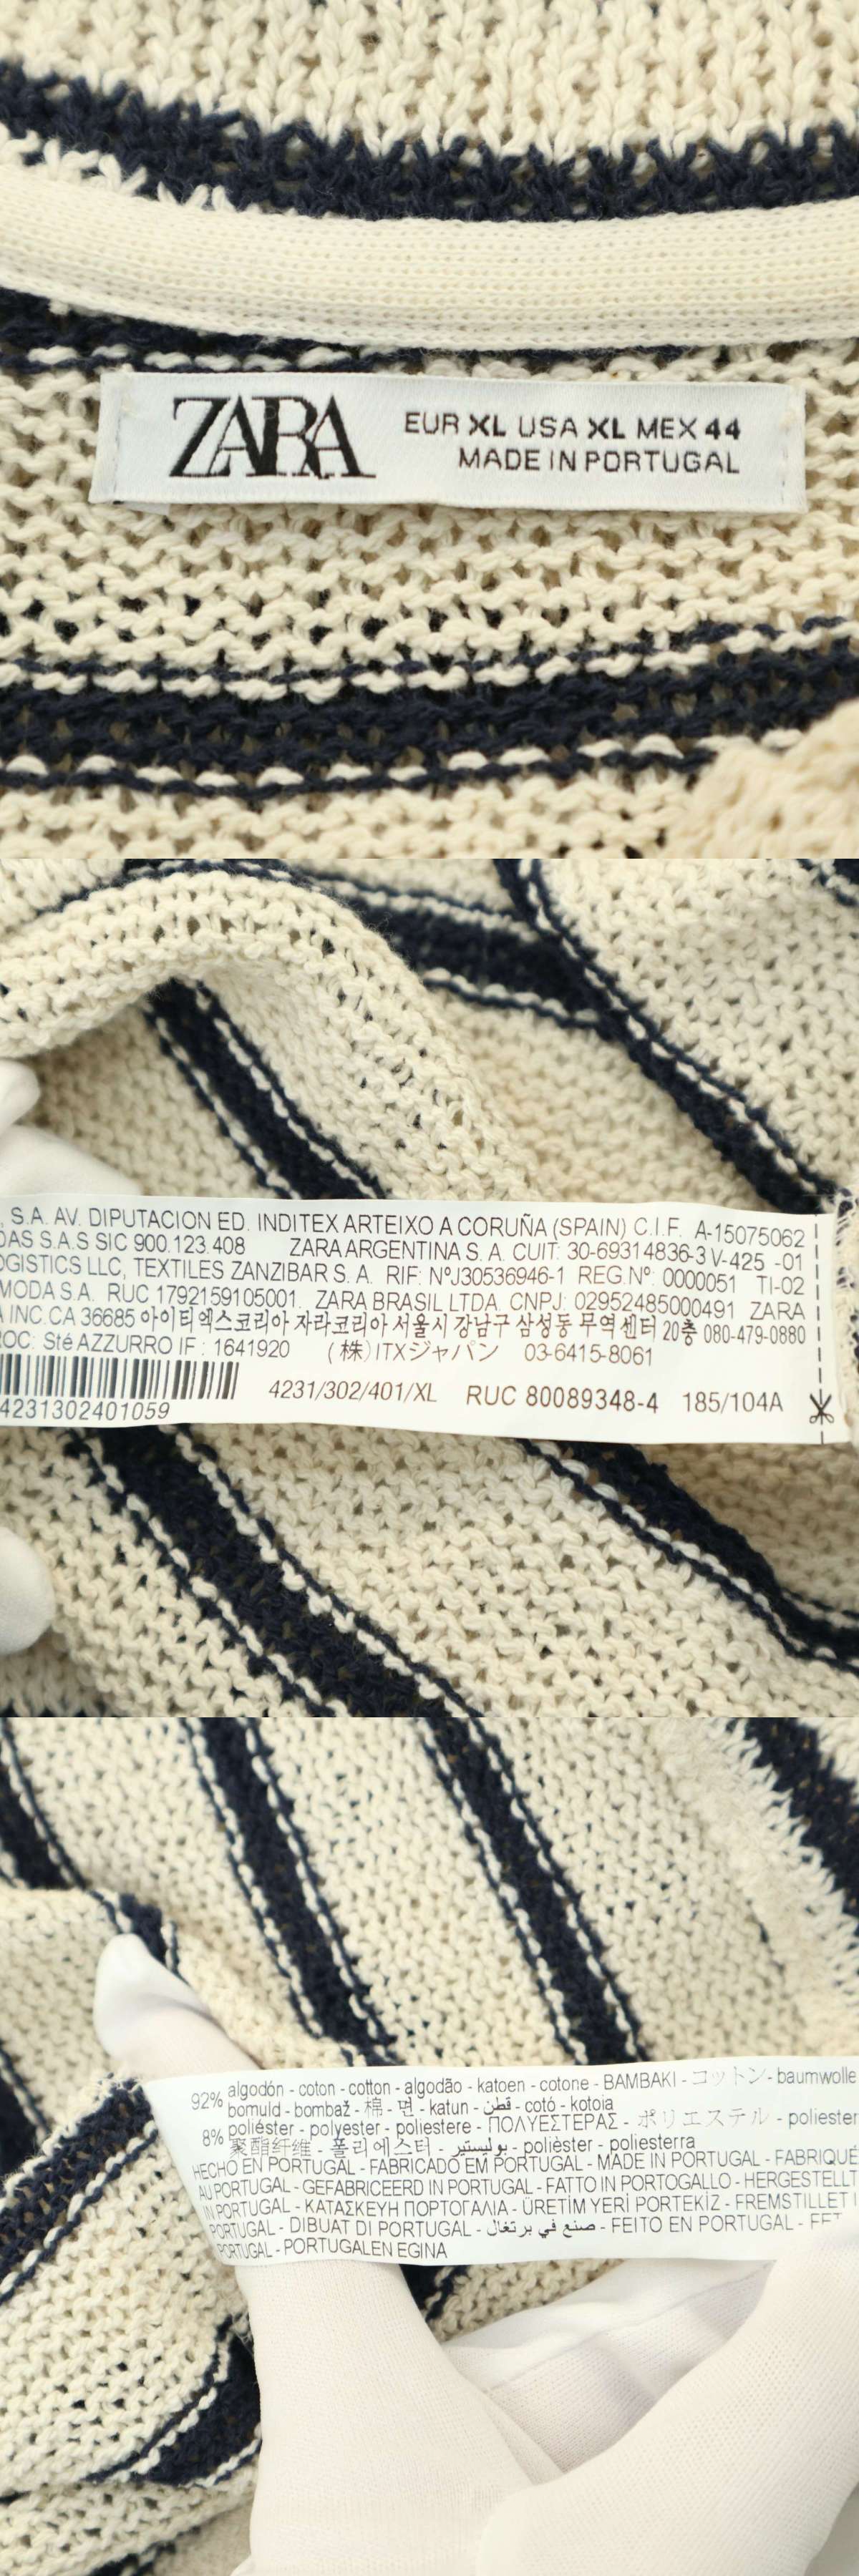 ZARA
EUR XL USA XL MEX 44
MADE IN PORTUGAL
, S.A. AV. DIPUTACION ED. INDITEX ARTEIXO A CORUÑA (SPAIN) C.I.F. A-15075062
DAS S.A.S SIC 900.123.408 ZARA ARGENTINA S. A. CUIT: 30-69314836-3 V-425 -01
OGISTICS LLC, TEXTILES ZANZIBAR S. A. RIF: NºJ30536946-1 REG.Nº: 0000051 TI-02
MODA S.A. RUC 1792159105001, ZARA BRASIL LTDA. CNPJ: 02952485000491 ZARA
A INC.CA 36685 아이티엑스코리아 자라코리아 서울시 강남구 삼성동 무역센터 20층 080-479-0880
ROC: Sté AZZURRO IF : 1641920 (株)ITXジャパン 03-6415-8061
4231/302/401/XL RUC 80089348-4 185/104A
4231302401059
92% algodón - coton - cotton - algodão - katoen - cotone - BAMBAKI - コットン - baumwolle
bomuld - bombaž - 棉 - 면 - katun - قطن - cotó - kotoia
8% poliéster - polyester - poliestere - ΠΟΛΥΕΣΤΕΡΑΣ - ポリエステル - poliester
聚酯纤维 - 폴리에스터 - بوليستير - polièster - poliesterra
HECHO EN PORTUGAL - FABRICADO EM PORTUGAL - MADE IN PORTUGAL - FABRIQUÉ
AU PORTUGAL - GEFABRICEERD IN PORTUGAL - FATTO IN PORTOGALLO - HERGESTELLT
IN PORTUGAL - ΚΑΤΑΣΚΕΥΗ ΠΟΡΤΟΓΑΛΙΑ - ÜRETİM YERİ PORTEKİZ - FREMSTILLET I
PORTUGAL - DIBUAT DI PORTUGAL - صنع في برتغال - FEITO EN PORTUGAL - FET
PORTUGAL - PORTUGALEN EGINA